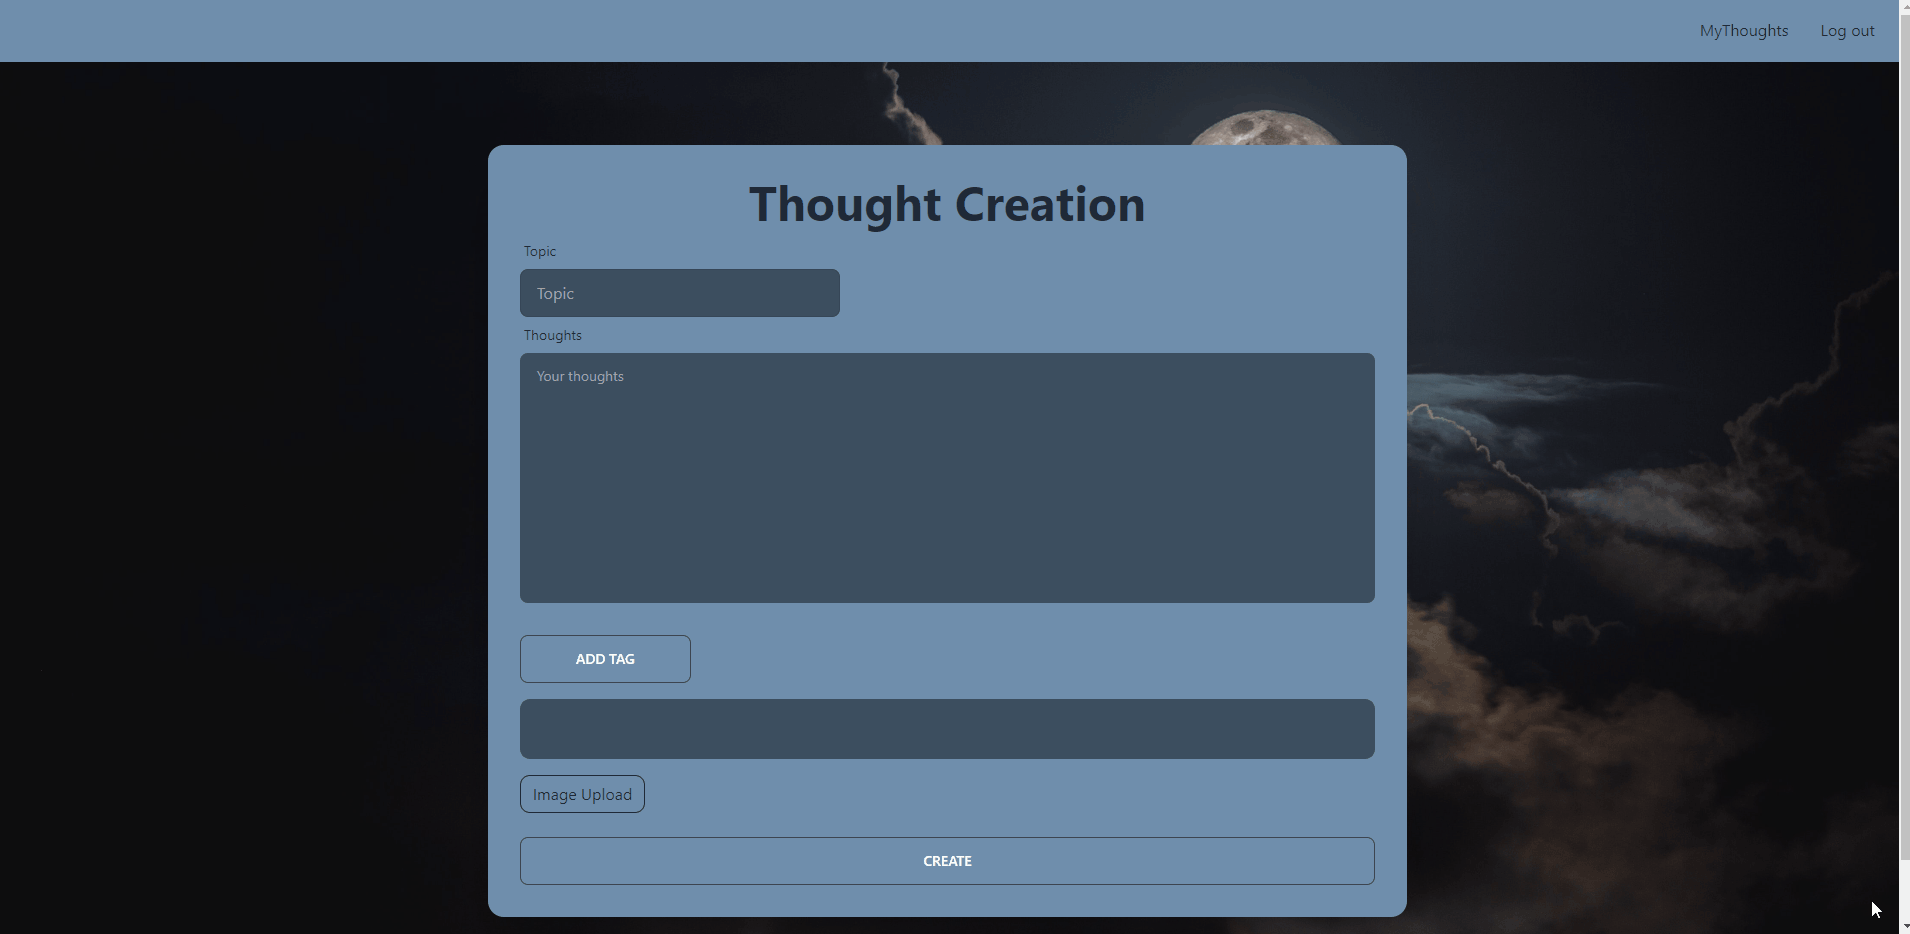 MyThoughts Log out
Thought Creation
Topic
Topic
Thoughts
Your thoughts
ADD TAG
Image Upload
CREATE